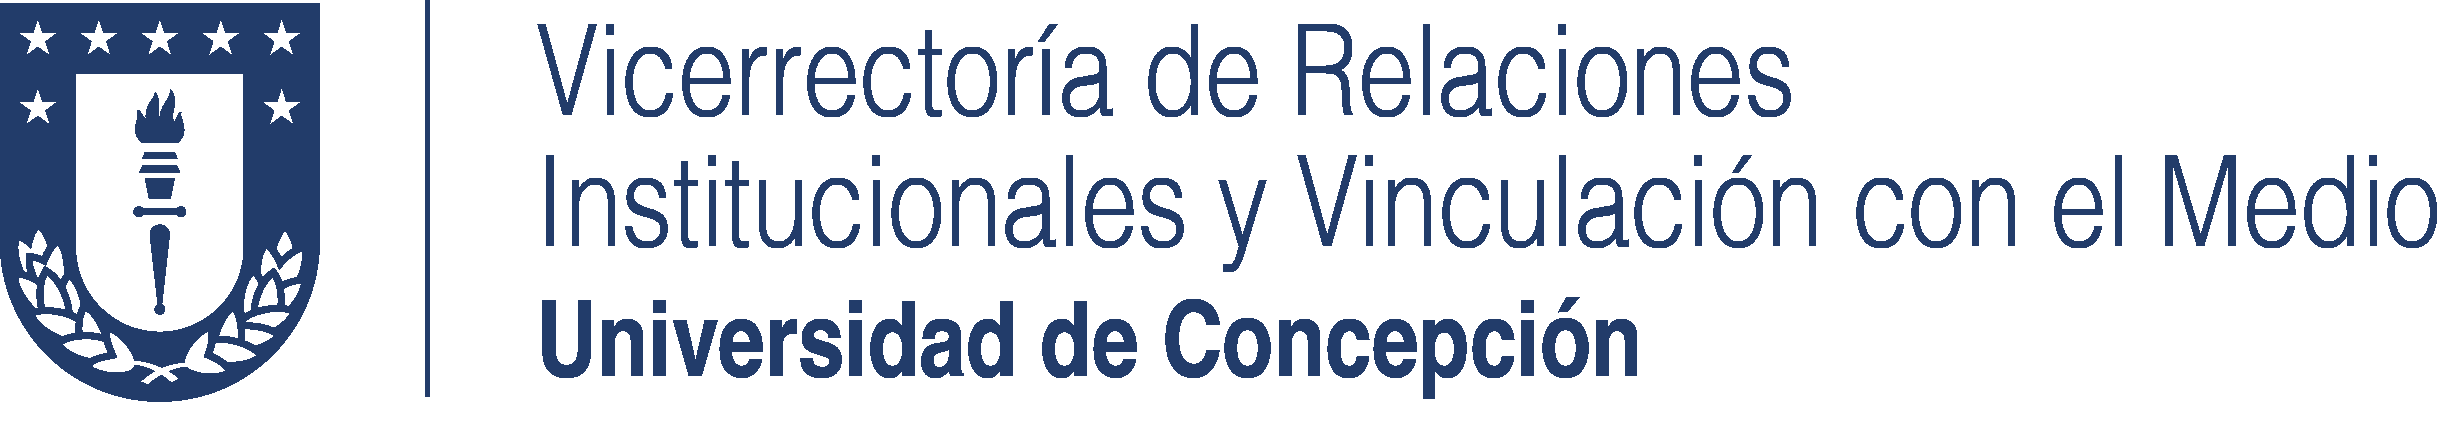 Vicerrectoría de Relaciones
Institucionales y Vinculación con el Medio
Universidad de Concepción